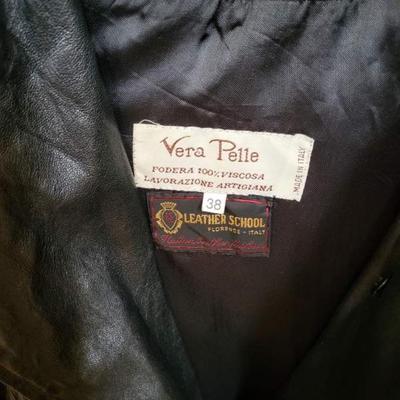 Vera Pelle
FODERA 100% VISCOSA
LAVORAZIONE ARTIGIANA
MADE IN ITALY
38
LEATHER SCHOOL
FLORENCE - ITALY